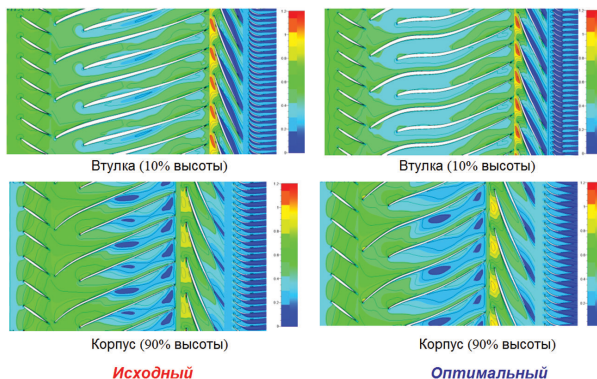 Втулка (10% высоты) Втулка (10% высоты)
Корпус (90% высоты) Корпус (90% высоты)
Исходный Оптимальный